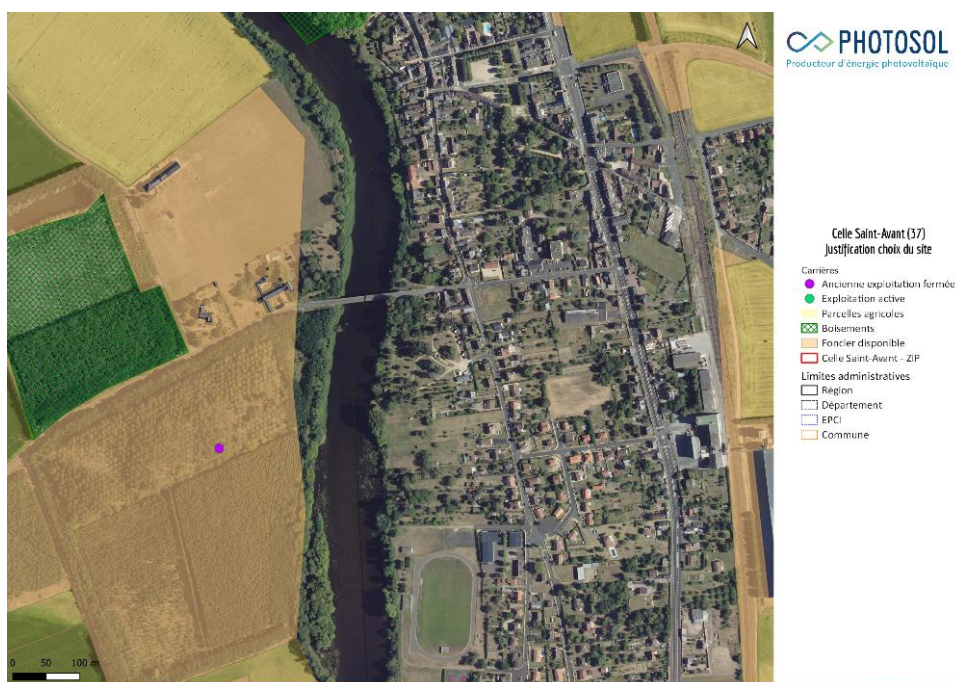 PHOTOSOL
Producteur d'énergie photovoltaïque
Celle Saint-Avant (37)
Justification choix du site
Carrières
Ancienne exploitation fermée
Exploitation active
Parcelles agricoles
Boisements
Foncier disponible
Celle Saint-Avant - ZIP
Limites administratives
Région
Département
EPCI
Commune
0 50 100 m